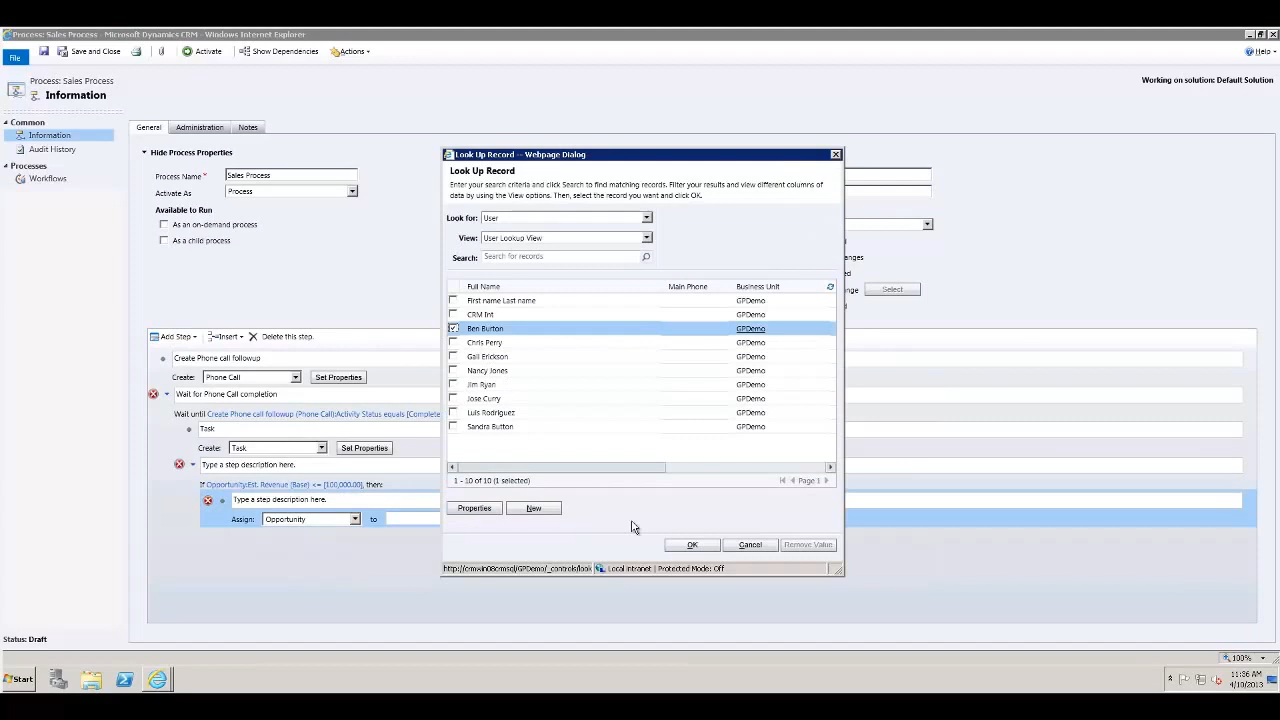 Process: Sales Process - Microsoft Dynamics CRM - Windows Internet Explorer
File
Save and Close
Activate
Show Dependencies
Actions
Help
Process: Sales Process
Information
Working on solution: Default Solution
Common
Information
Audit History
Processes
Workflows
General
Administration
Notes
Hide Process Properties
Process Name *
Sales Process
Activate As
Process
Available to Run
As an on-demand process
As a child process
Select
Add Step
Insert
Delete this step.
Create Phone call followup
Create:
Phone Call
Set Properties
Wait for Phone Call completion
Wait until Create Phone call followup (Phone Call):Activity Status equals [Complete
Task
Create:
Task
Set Properties
Type a step description here.
If Opportunity:Est. Revenue (Base) <= [100,000.00], then:
Type a step description here.
Assign:
Opportunity
to
Look Up Record -- Webpage Dialog
Look Up Record
Enter your search criteria and click Search to find matching records. Filter your results and view different columns of
data by using the View options. Then, select the record you want and click OK.
Look for:
User
View:
User Lookup View
Search:
Search for records
Full Name
Main Phone
Business Unit
First name Last name
GPDemo
CRM Int
GPDemo
Ben Burton
GPDemo
Chris Perry
GPDemo
Gail Erickson
GPDemo
Nancy Jones
GPDemo
Jim Ryan
GPDemo
Jose Curry
GPDemo
Luis Rodriguez
GPDemo
Sandra Button
GPDemo
1 - 10 of 10 (1 selected)
Page 1
Properties
New
OK
Cancel
Remove Value
http://crmwin08crmsql/GPDemo/_controls/look
Local intranet | Protected Mode: Off
anges
d
nge
Status: Draft
100%
Start
11:36 AM
4/10/2013